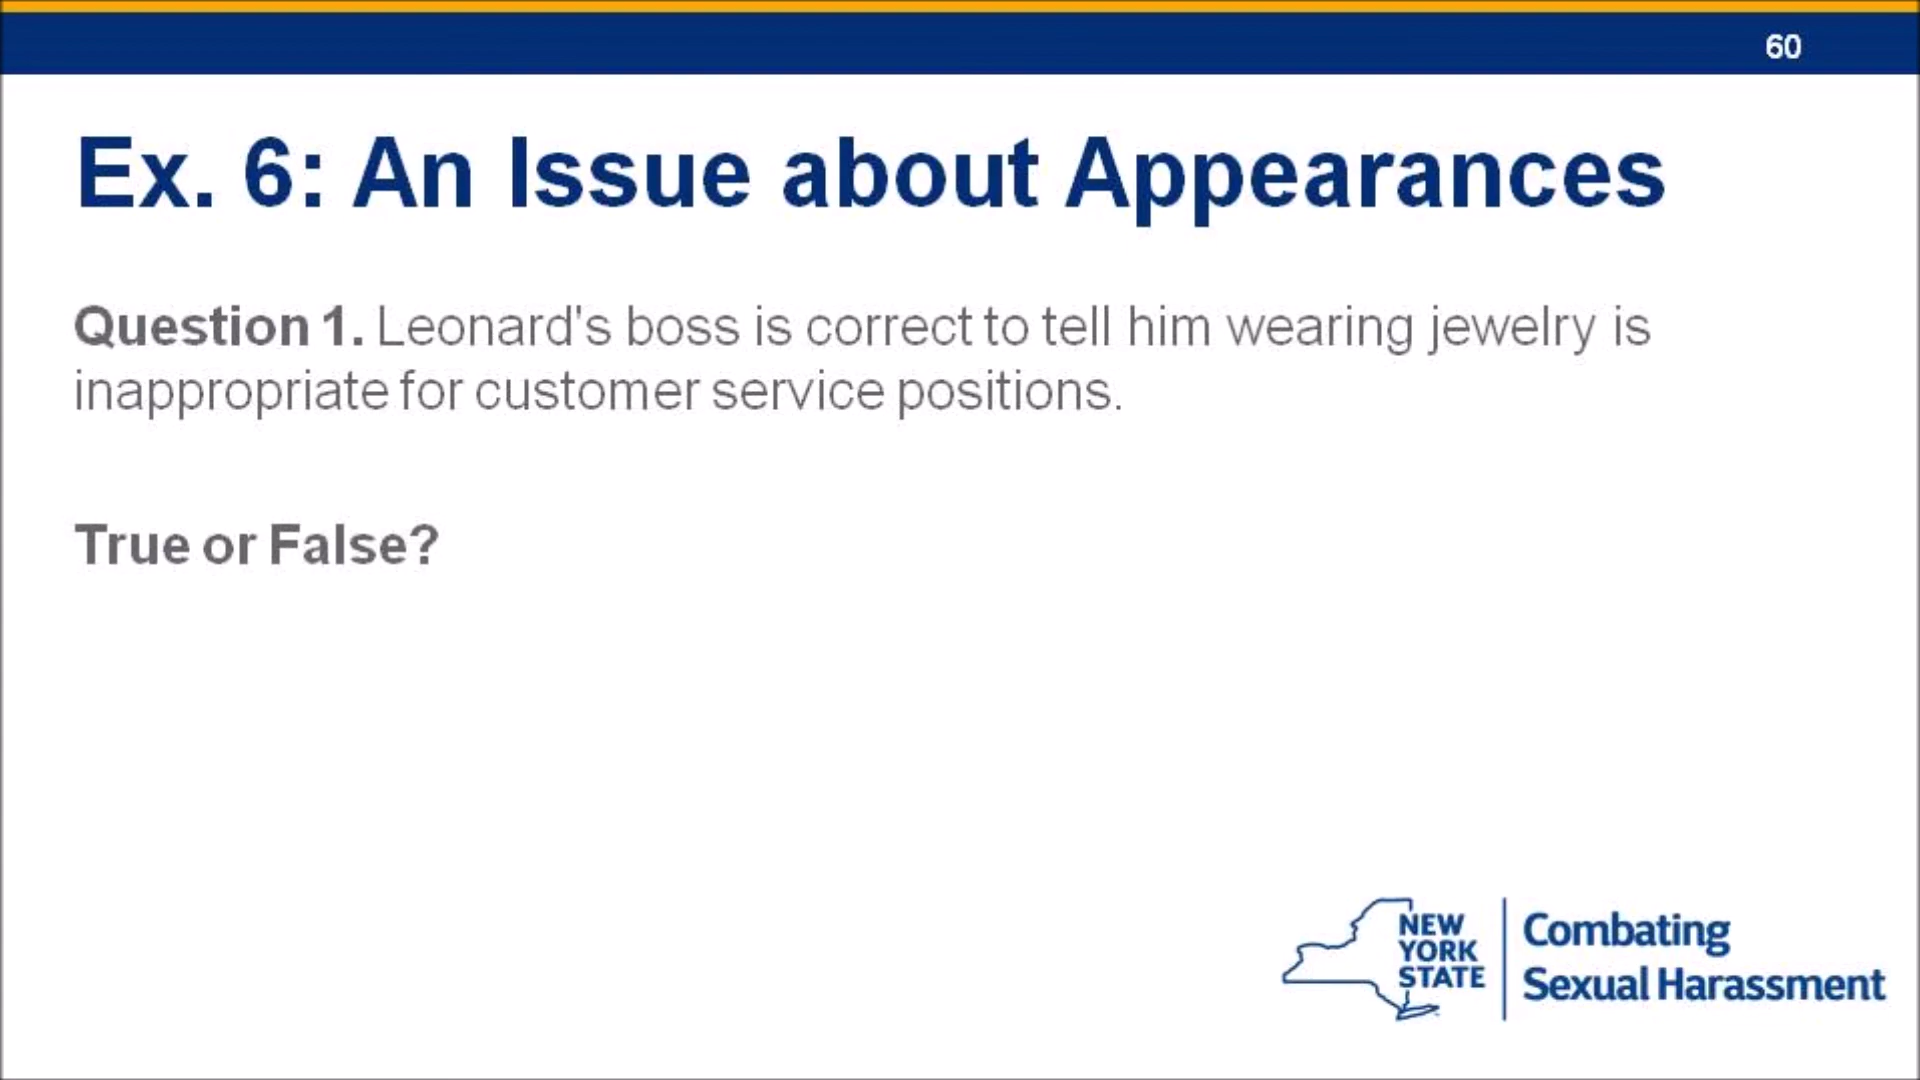 60
Ex. 6: An Issue about Appearances
Question 1. Leonard's boss is correct to tell him wearing jewelry is
inappropriate for customer service positions.
True or False?
NEW
YORK
STATE
Combating
Sexual Harassment